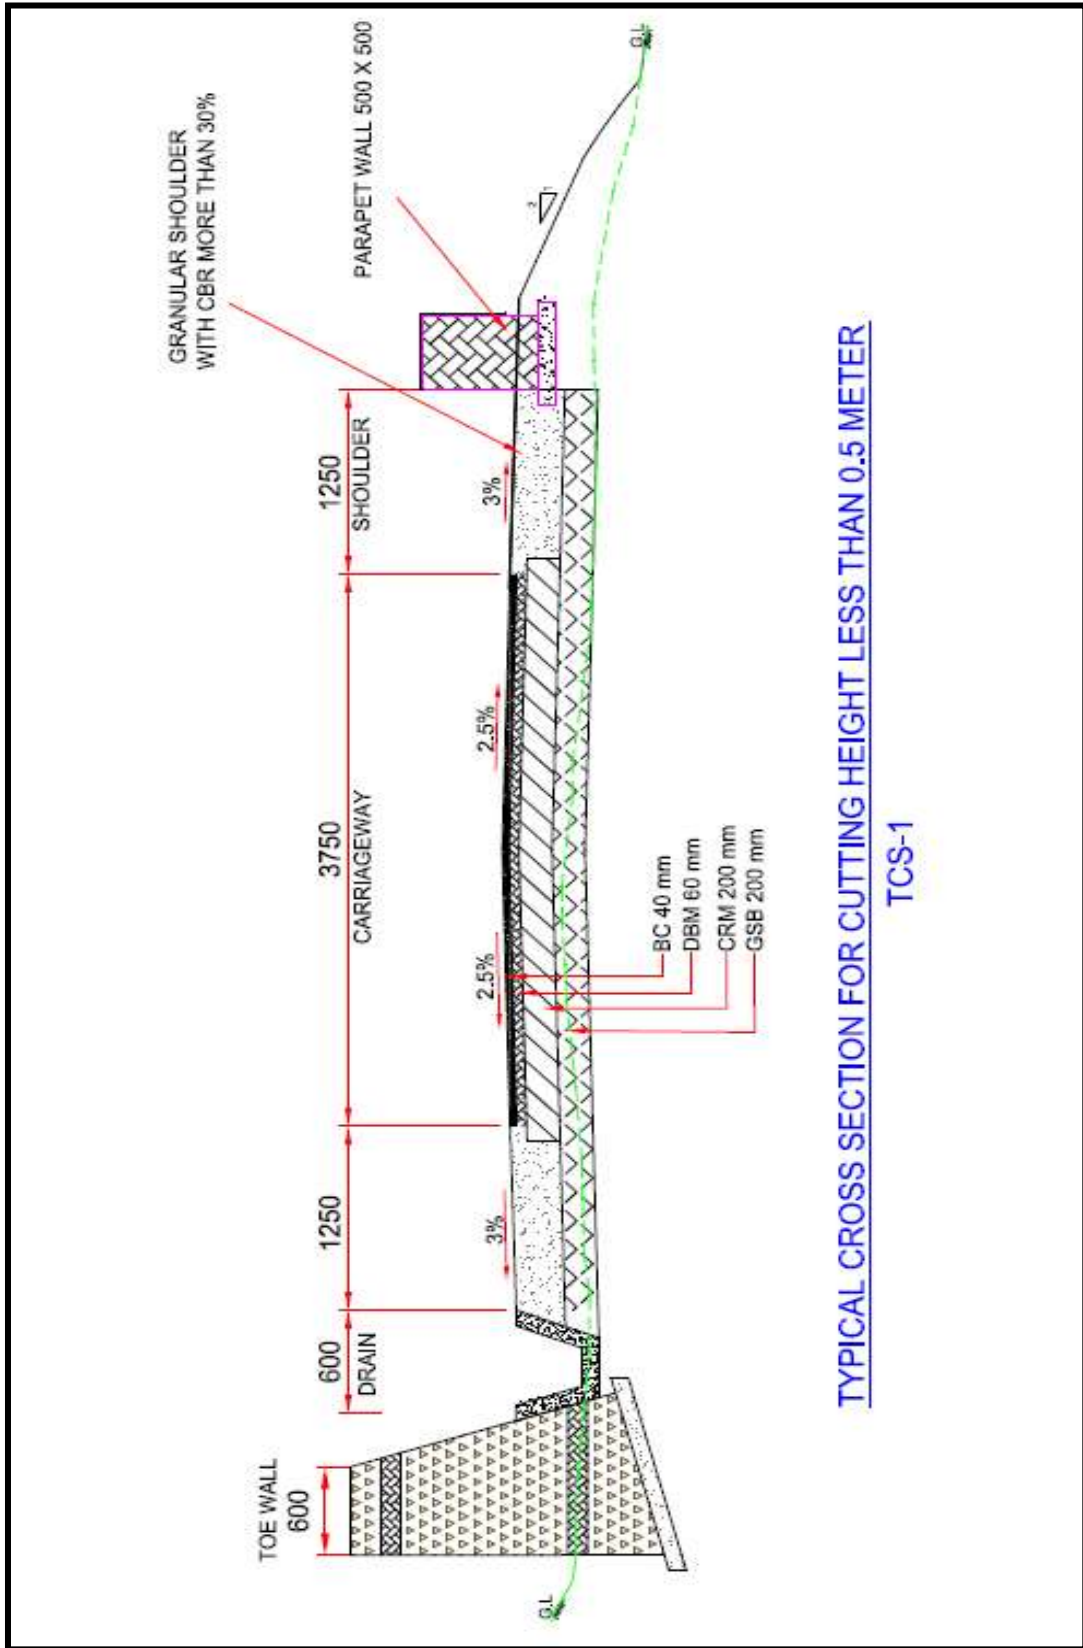 TOE WALL
600
600
DRAIN
1250
3750
CARRIAGEWAY
1250
SHOULDER
GRANULAR SHOULDER
WITH CBR MORE THAN 30%
PARAPET WALL 500 X 500
3%
2.5%
2.5%
3%
2
1
G.L
G.L
BC 40 mm
DBM 60 mm
CRM 200 mm
GSB 200 mm
TYPICAL CROSS SECTION FOR CUTTING HEIGHT LESS THAN 0.5 METER
TCS-1